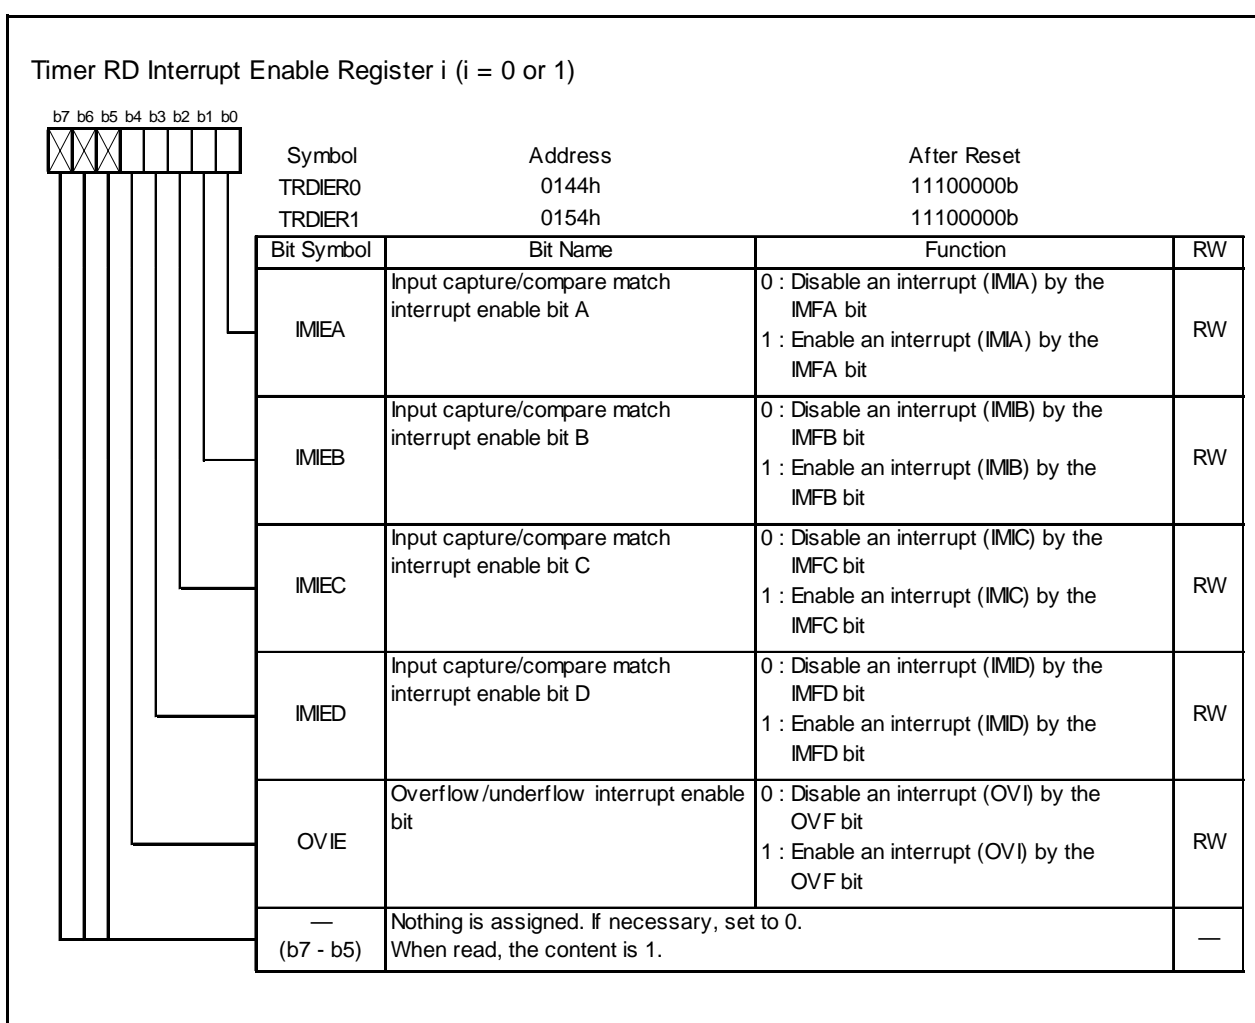 Timer RD Interrupt Enable Register i (i = 0 or 1)
b7 b6 b5 b4 b3 b2 b1 b0
Symbol Address After Reset
TRDIER0 0144h 11100000b
TRDIER1 0154h 11100000b
Bit Symbol Bit Name Function RW
IMIEA
Input capture/compare match
interrupt enable bit A
0 : Disable an interrupt (IMIA) by the
IMFA bit
1 : Enable an interrupt (IMIA) by the
IMFA bit
RW
IMIEB
Input capture/compare match
interrupt enable bit B
0 : Disable an interrupt (IMIB) by the
IMFB bit
1 : Enable an interrupt (IMIB) by the
IMFB bit
RW
IMIEC
Input capture/compare match
interrupt enable bit C
0 : Disable an interrupt (IMIC) by the
IMFC bit
1 : Enable an interrupt (IMIC) by the
IMFC bit
RW
IMIED
Input capture/compare match
interrupt enable bit D
0 : Disable an interrupt (IMID) by the
IMFD bit
1 : Enable an interrupt (IMID) by the
IMFD bit
RW
OVIE
Overflow/underflow interrupt enable
bit
0 : Disable an interrupt (OVI) by the
OVF bit
1 : Enable an interrupt (OVI) by the
OVF bit
RW
—
(b7 - b5)
Nothing is assigned. If necessary, set to 0.
When read, the content is 1.
—